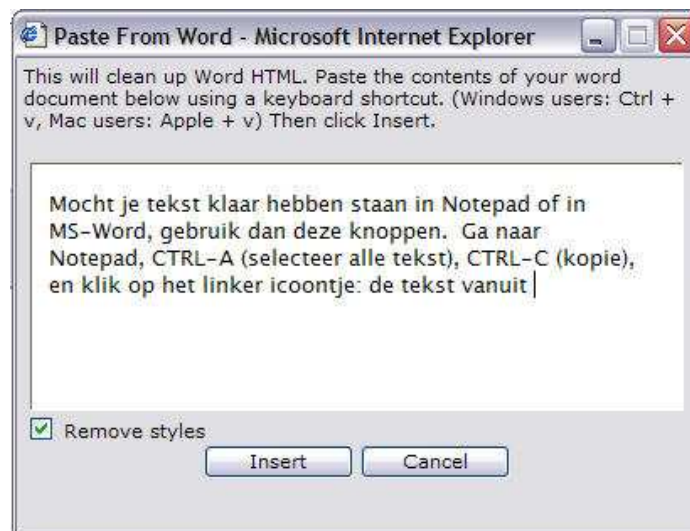 Paste From Word - Microsoft Internet Explorer
This will clean up Word HTML. Paste the contents of your word
document below using a keyboard shortcut. (Windows users: Ctrl +
v, Mac users: Apple + v) Then click Insert.
Mocht je tekst klaar hebben staan in Notepad of in
MS-Word, gebruik dan deze knoppen.  Ga naar
Notepad, CTRL-A (selecteer alle tekst), CTRL-C (kopie),
en klik op het linker icoontje: de tekst vanuit
Remove styles
Insert Cancel